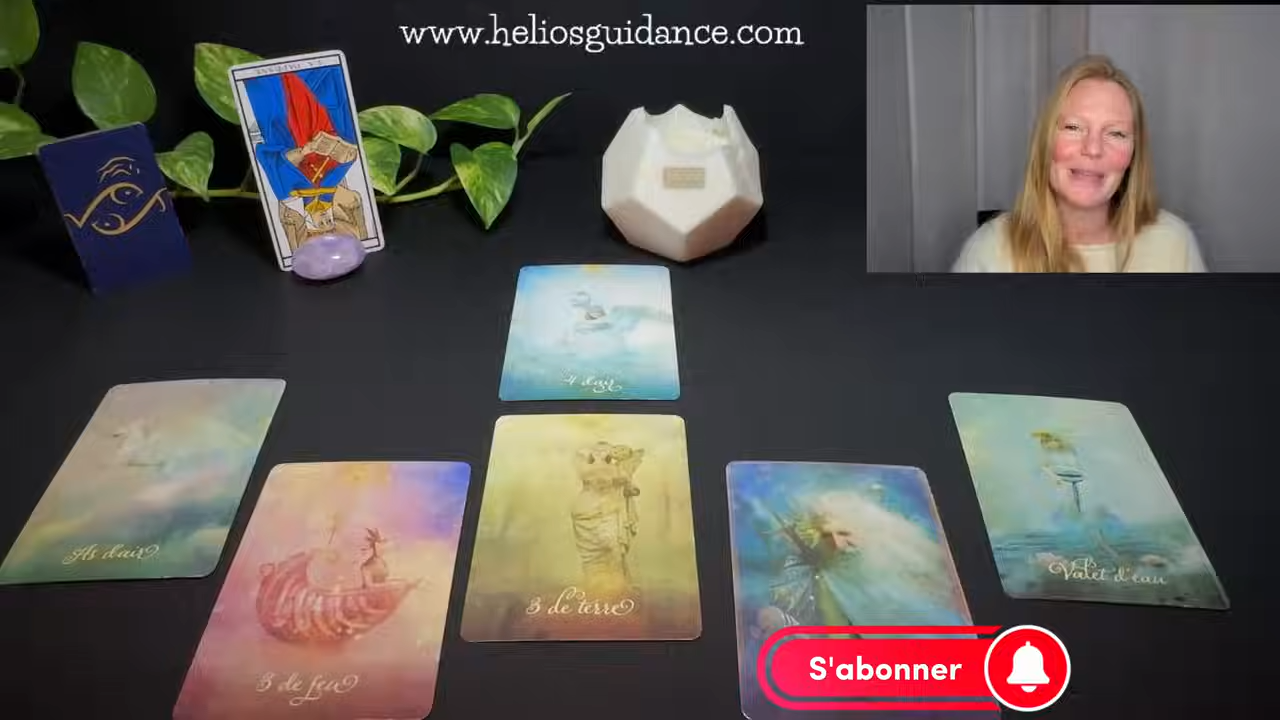 www.heliosguidance.com
4 d'air
As d'air
3 de terre
Valet d'eau
3 de feu
S'abonner